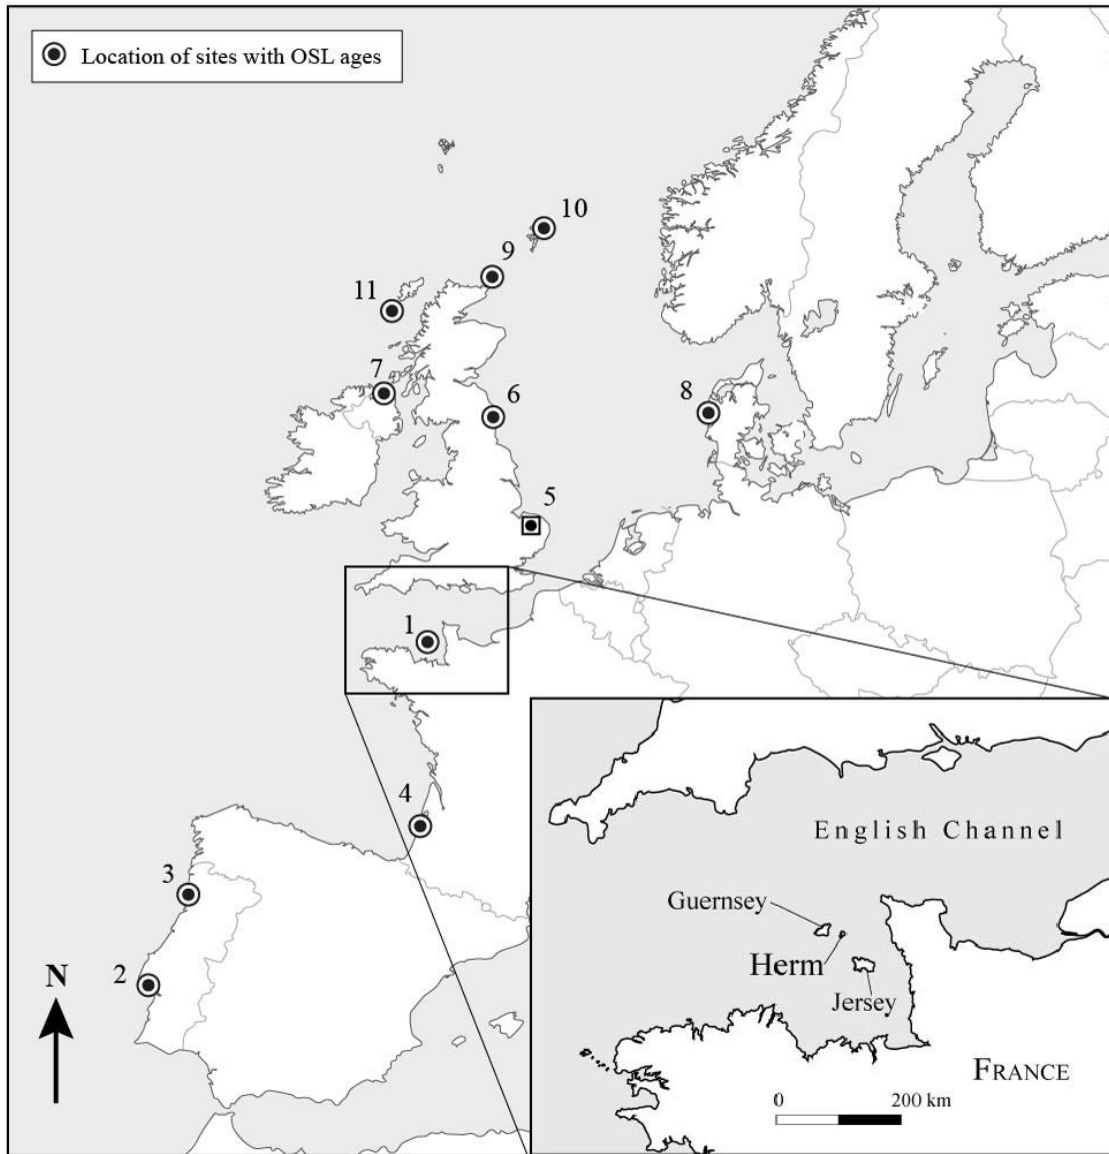 Location of sites with OSL ages
10
9
11
7
6
8
5
1
4
3
2
N
English Channel
Guernsey
Herm
Jersey
FRANCE
0 200 km